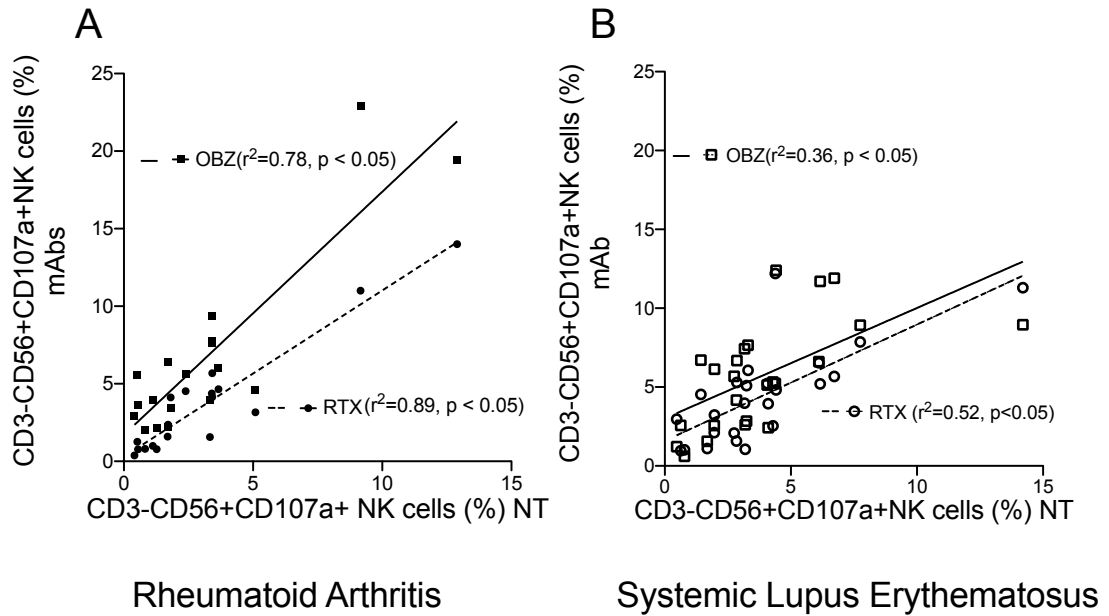 A
CD3-CD56+CD107a+NK cells (%)
mAbs
25
20
15
10
5
0
OBZ(r²=0.78, p < 0.05)
RTX (r²=0.89, p < 0.05)
0 5 10 15
CD3-CD56+CD107a+ NK cells (%) NT
Rheumatoid Arthritis
B
CD3-CD56+CD107a+NK cells (%)
mAb
25
20
15
10
5
0
OBZ (r²=0.36, p < 0.05)
RTX (r²=0.52, p<0.05)
0 5 10 15
CD3-CD56+CD107a+NK cells (%) NT
Systemic Lupus Erythematosus